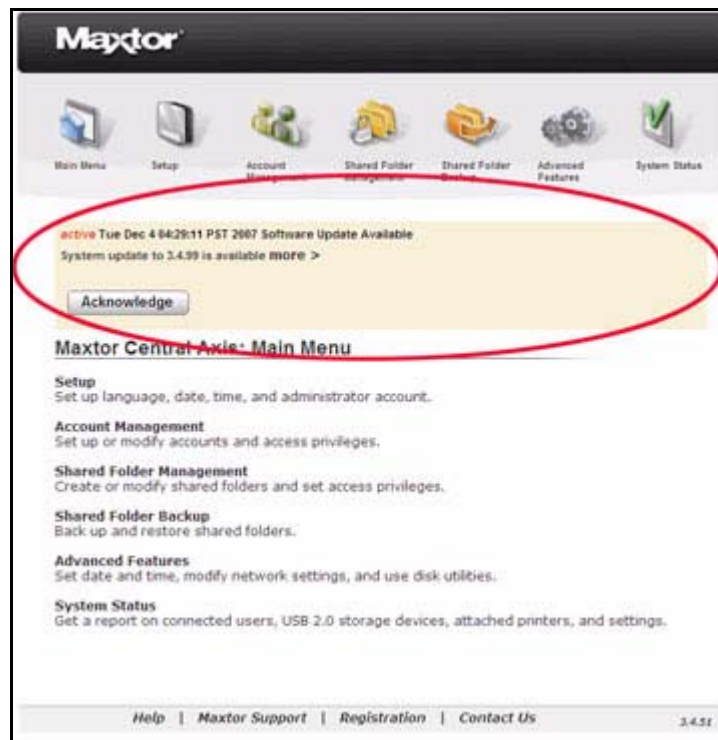 Maxtor
Main Menu
Setup
Account Management
Shared Folder Management
Shared Folder Backup
Advanced Features
System Status
active Tue Dec 4 04:29:11 PST 2007 Software Update Available
System update to 3.4.99 is available more >
Acknowledge
Maxtor Central Axis: Main Menu
Setup
Set up language, date, time, and administrator account.
Account Management
Set up or modify accounts and access privileges.
Shared Folder Management
Create or modify shared folders and set access privileges.
Shared Folder Backup
Back up and restore shared folders.
Advanced Features
Set date and time, modify network settings, and use disk utilities.
System Status
Get a report on connected users, USB 2.0 storage devices, attached printers, and settings.
Help | Maxtor Support | Registration | Contact Us
3.4.51